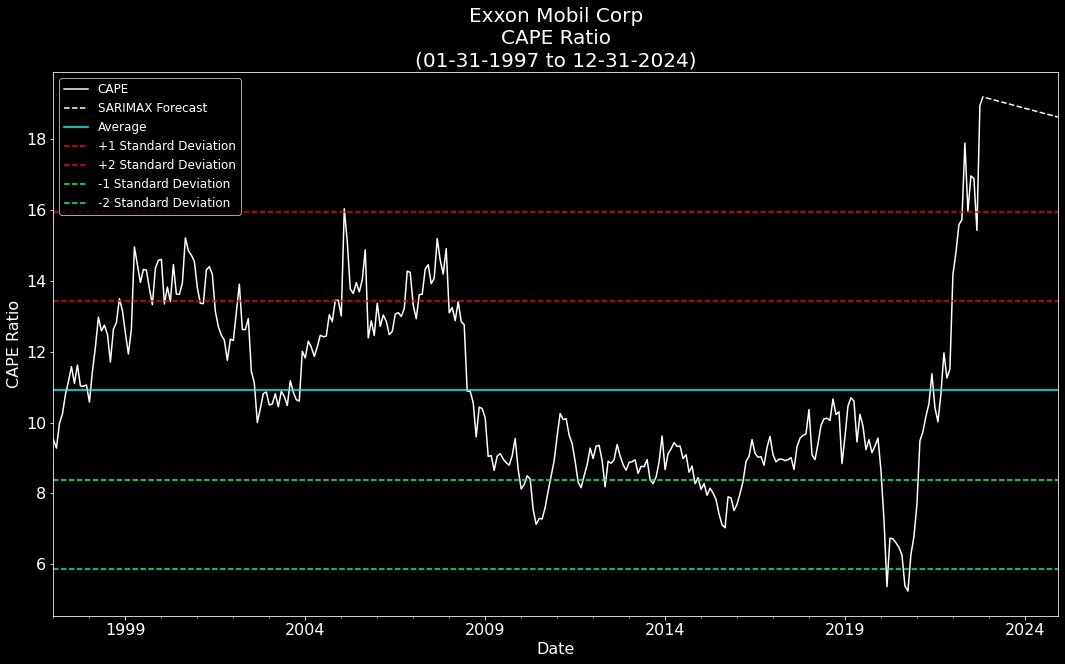 Exxon Mobil Corp
CAPE Ratio
(01-31-1997 to 12-31-2024)
CAPE
SARIMAX Forecast
Average
+1 Standard Deviation
+2 Standard Deviation
-1 Standard Deviation
-2 Standard Deviation
CAPE Ratio
18
16
14
12
10
8
6
1999 2004 2009 2014 2019 2024
Date